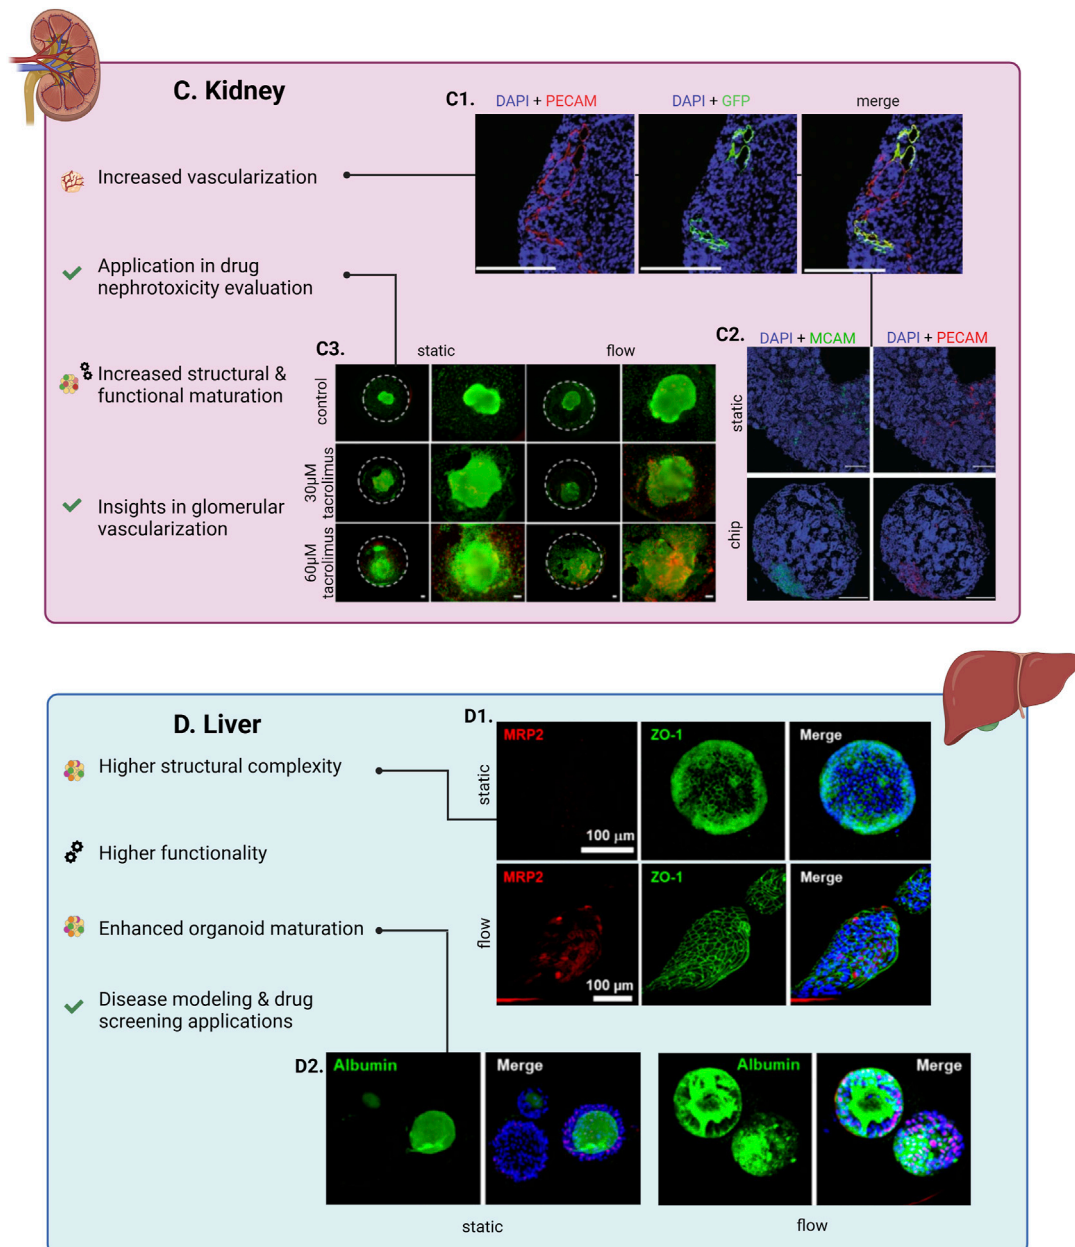 C. Kidney
C1.
DAPI + PECAM
DAPI + GFP
merge
Increased vascularization
Application in drug
nephrotoxicity evaluation
Increased structural &
functional maturation
Insights in glomerular
vascularization
C3.
static
flow
control
30µM
tacrolimus
60µM
tacrolimus
C2.
DAPI + MCAM
DAPI + PECAM
static
chip
D. Liver
Higher structural complexity
Higher functionality
Enhanced organoid maturation
Disease modeling & drug
screening applications
D1.
MRP2
ZO-1
Merge
static
100 µm
MRP2
ZO-1
Merge
flow
100 µm
D2.
Albumin
Merge
Albumin
Merge
static
flow